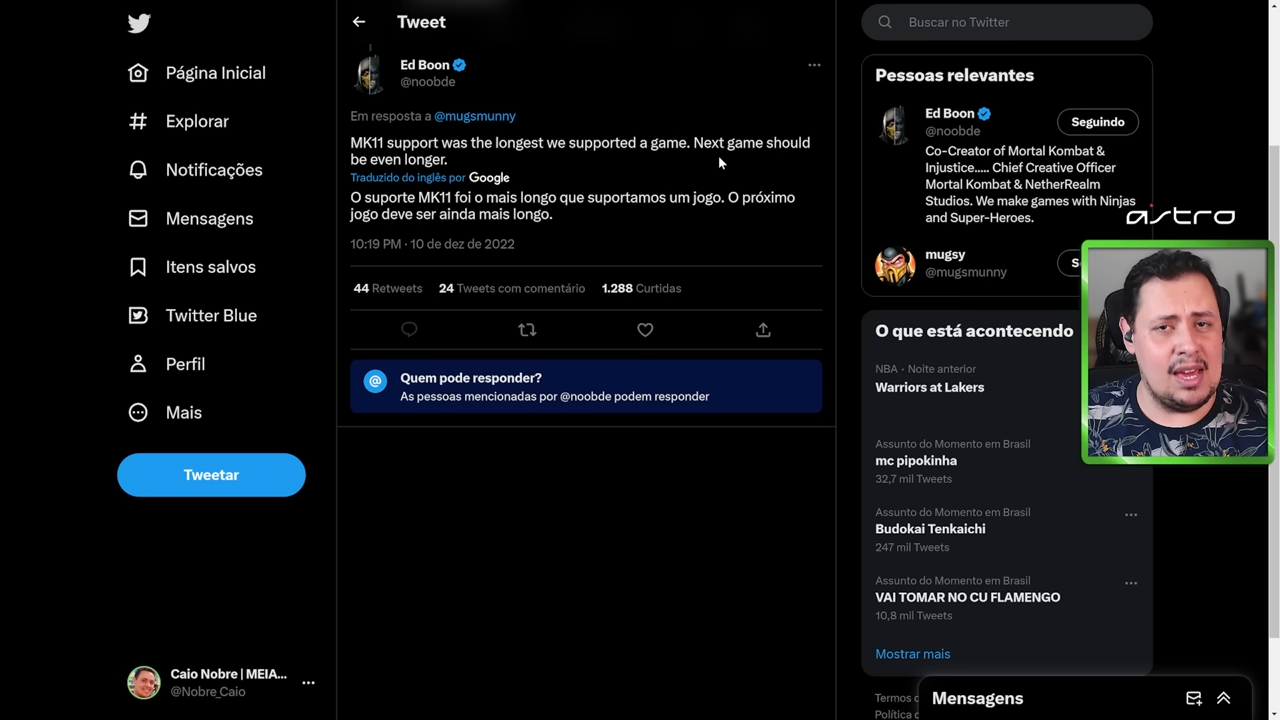 Página Inicial
Explorar
Notificações
Mensagens
Itens salvos
Twitter Blue
Perfil
Mais
Tweetar
Caio Nobre | MEIA...
@Nobre_Caio
Tweet
Ed Boon
@noobde
Em resposta a @mugsmunny
MK11 support was the longest we supported a game. Next game should
be even longer.
Traduzido do inglês por Google
O suporte MK11 foi o mais longo que suportamos um jogo. O próximo
jogo deve ser ainda mais longo.
10:19 PM · 10 de dez de 2022
44 Retweets 24 Tweets com comentário 1.288 Curtidas
Quem pode responder?
As pessoas mencionadas por @noobde podem responder
Buscar no Twitter
Pessoas relevantes
Ed Boon
@noobde
Seguindo
Co-Creator of Mortal Kombat &
Injustice..... Chief Creative Officer
Mortal Kombat & NetherRealm
Studios. We make games with Ninjas
and Super-Heroes.
astro
mugsy
@mugsmunny
O que está acontecendo
NBA · Noite anterior
Warriors at Lakers
Assunto do Momento em Brasil
mc pipokinha
32,7 mil Tweets
Assunto do Momento em Brasil
Budokai Tenkaichi
247 mil Tweets
Assunto do Momento em Brasil
VAI TOMAR NO CU FLAMENGO
10,8 mil Tweets
Mostrar mais
Termos
Política
Mensagens